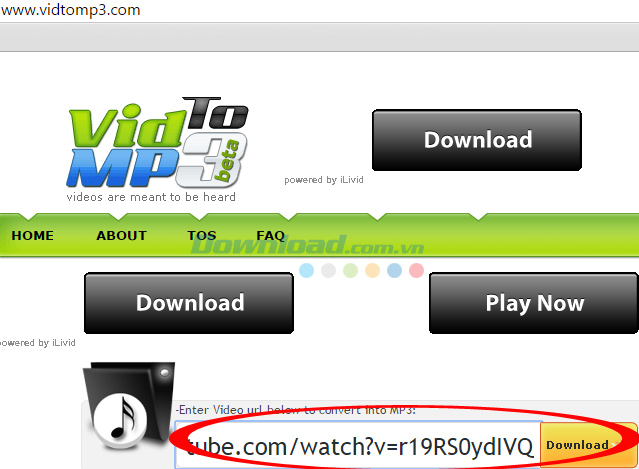 www.vidtomp3.com
Vid To
MP3 beta
videos are meant to be heard
Download
powered by iLivid
HOME ABOUT TOS FAQ
Download.com.vn
Download
Play Now
powered by iLivid
-Enter Video url below to convert into MP3:
tube.com/watch?v=r19RS0ydIVQ
Download